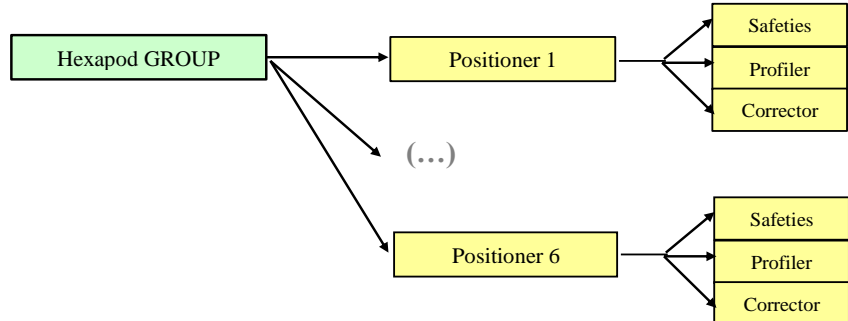 Hexapod GROUP
Positioner 1
Safeties
Profiler
Corrector
(…)
Positioner 6
Safeties
Profiler
Corrector